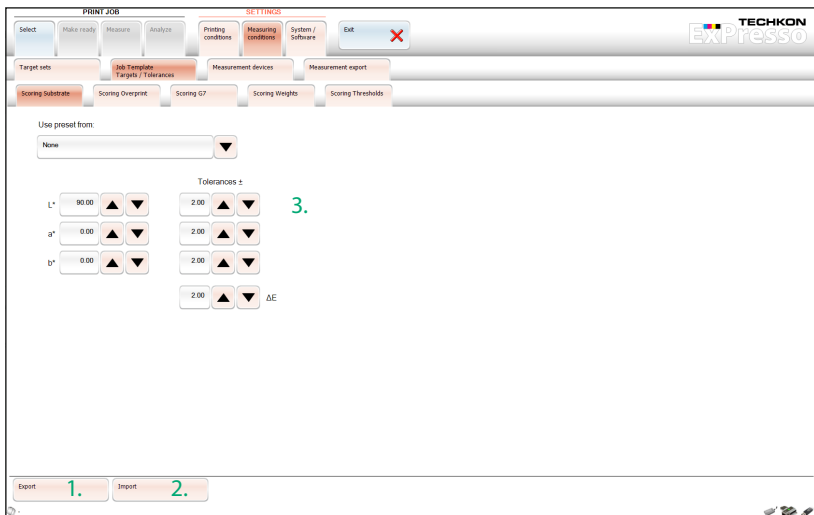 PRINT JOB
SETTINGS
Select
Make ready
Measure
Analyze
Printing
conditions
Measuring
conditions
System /
Software
Exit
TECHKON
ExPresso
Target sets
Job Template
Targets / Tolerances
Measurement devices
Measurement export
Scoring Substrate
Scoring Overprint
Scoring G7
Scoring Weights
Scoring Thresholds
Use preset from:
None
Tolerances ±
L* 90.00 2.00 3.
a* 0.00 2.00
b* 0.00 2.00
2.00 ΔE
Export 1. Import 2.